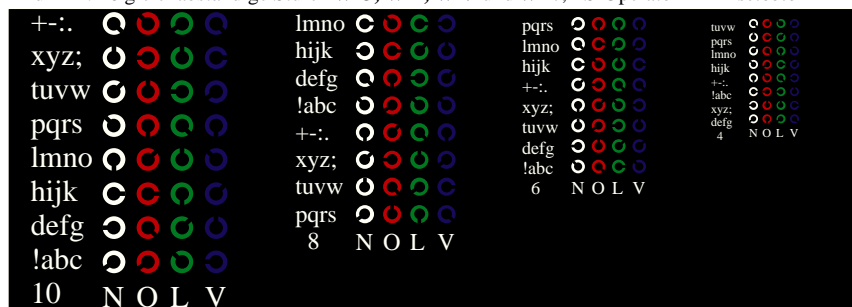 +-:.
xyz;
tuvw
pqrs
lmno
hijk
defg
!abc
10 N O L V
lmno
hijk
defg
!abc
+-:.
xyz;
tuvw
pqrs
8 N O L V
pqrs
lmno
hijk
+-:.
xyz;
tuvw
defg
!abc
6 N O L V
tuvw
pqrs
lmno
hijk
+-:.
!abc
xyz;
defg
4 N O L V